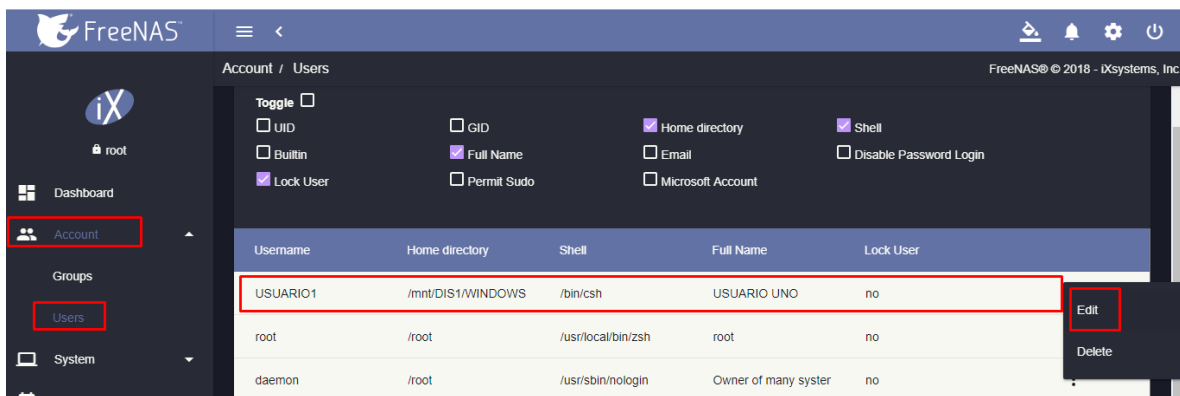 FreeNAS™
Account / Users
FreeNAS® © 2018 - iXsystems, Inc
iX
root
Dashboard
Account
Groups
Users
System
Toggle
UID GID Home directory Shell
Builtin Full Name Email Disable Password Login
Lock User Permit Sudo Microsoft Account
Username Home directory Shell Full Name Lock User
USUARIO1 /mnt/DIS1/WINDOWS /bin/csh USUARIO UNO no
root /root /usr/local/bin/zsh root no
daemon /root /usr/sbin/nologin Owner of many syster no
Edit
Delete